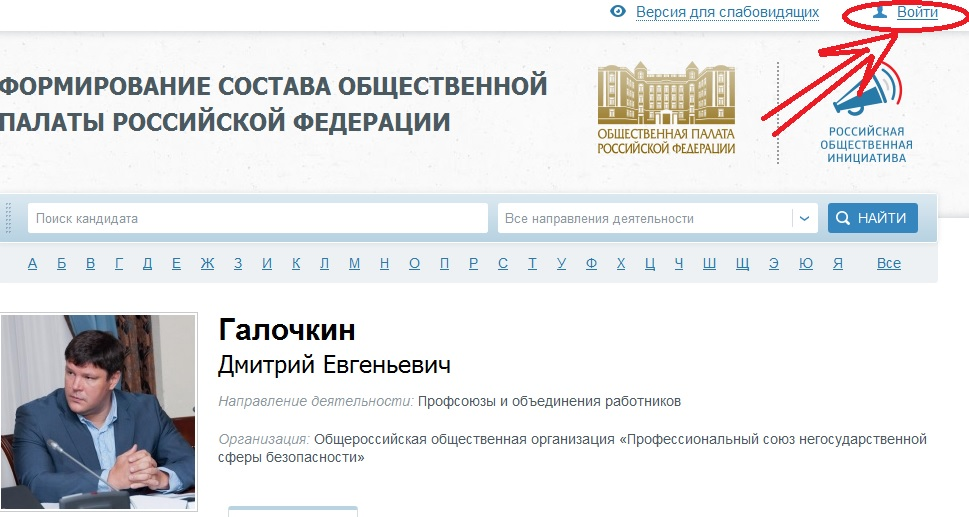 Версия для слабовидящих Войти
ФОРМИРОВАНИЕ СОСТАВА ОБЩЕСТВЕННОЙ
ПАЛАТЫ РОССИЙСКОЙ ФЕДЕРАЦИИ
ОБЩЕСТВЕННАЯ ПАЛАТА
РОССИЙСКОЙ ФЕДЕРАЦИИ
РОССИЙСКАЯ
ОБЩЕСТВЕННАЯ
ИНИЦИАТИВА
Поиск кандидата Все направления деятельности НАЙТИ
А Б В Г Д Е Ж З И К Л М Н О П Р С Т У Ф Х Ц Ч Ш Щ Э Ю Я Все
Галочкин
Дмитрий Евгеньевич
Направление деятельности: Профсоюзы и объединения работников
Организация: Общероссийская общественная организация «Профессиональный союз негосударственной
сферы безопасности»